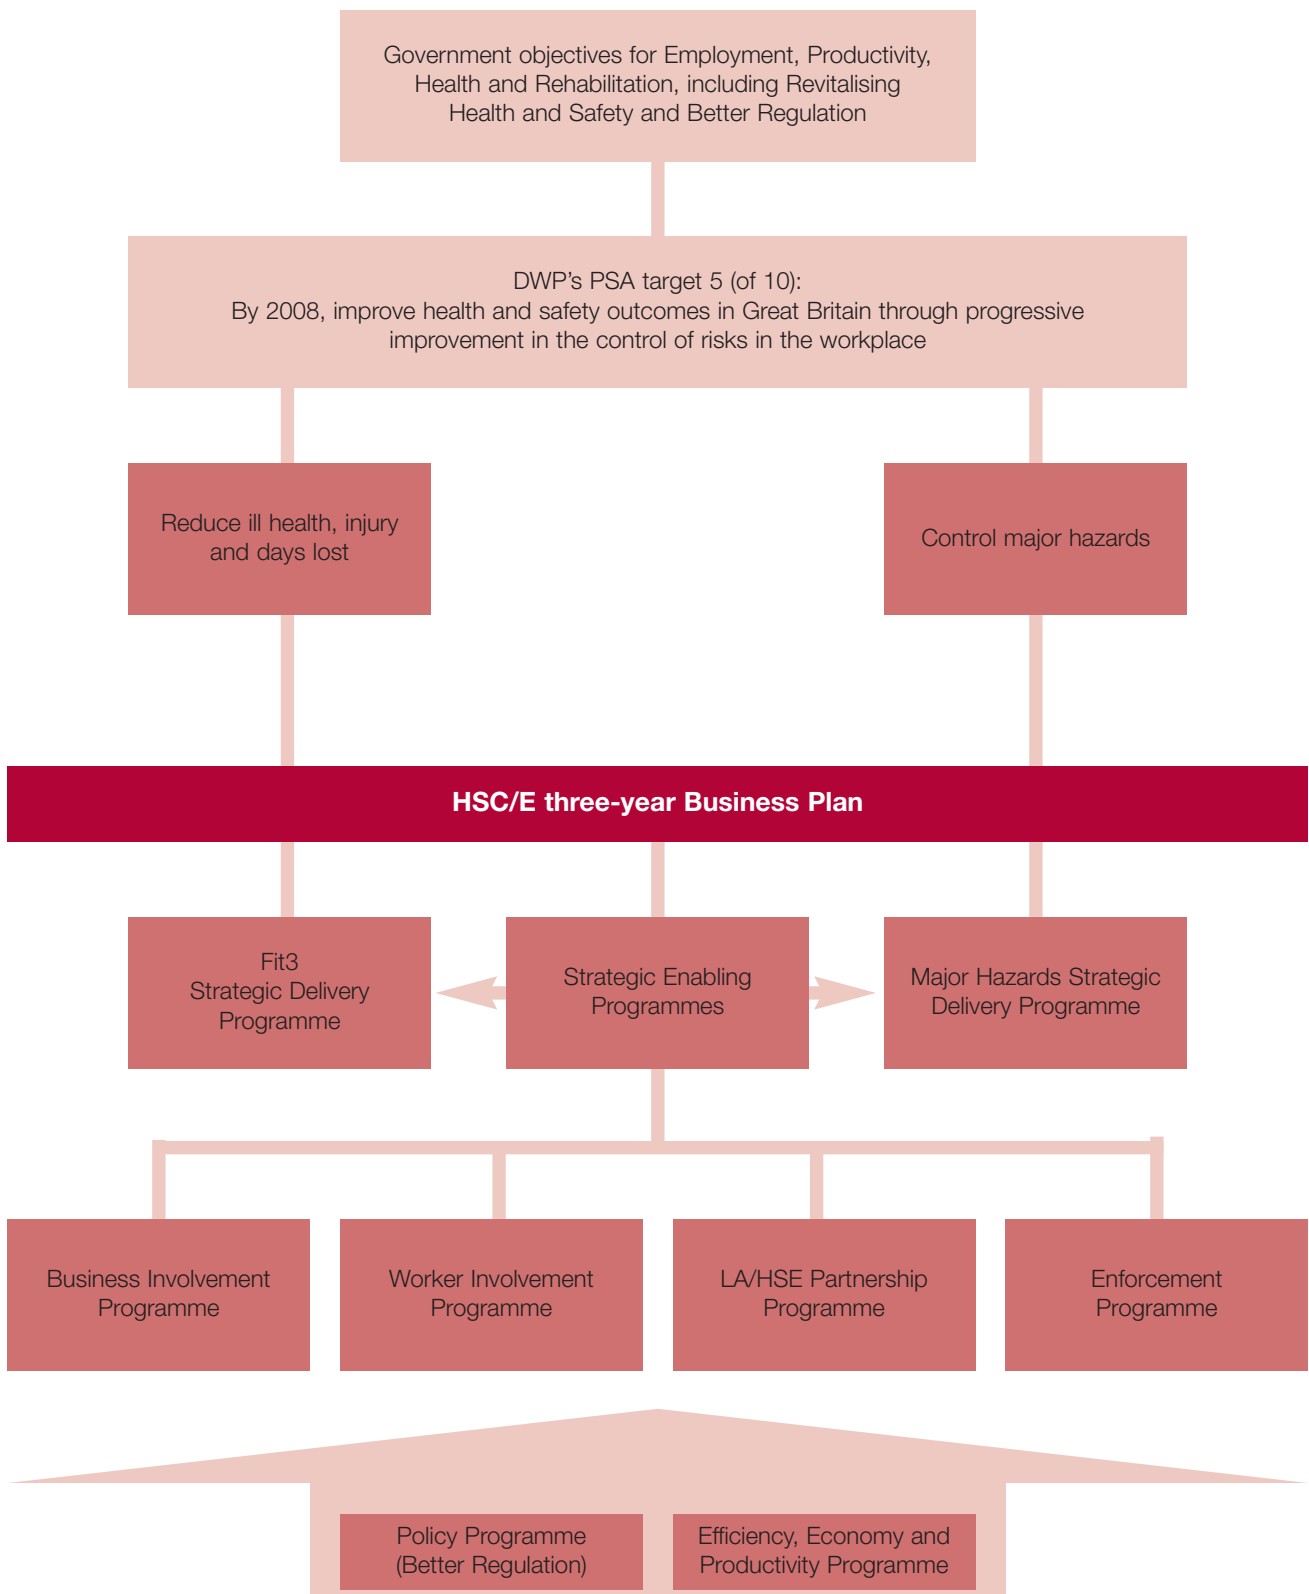 Government objectives for Employment, Productivity,
Health and Rehabilitation, including Revitalising
Health and Safety and Better Regulation
DWP’s PSA target 5 (of 10):
By 2008, improve health and safety outcomes in Great Britain through progressive
improvement in the control of risks in the workplace
Reduce ill health, injury
and days lost
Control major hazards
HSC/E three-year Business Plan
Fit3
Strategic Delivery
Programme
Strategic Enabling
Programmes
Major Hazards Strategic
Delivery Programme
Business Involvement
Programme
Worker Involvement
Programme
LA/HSE Partnership
Programme
Enforcement
Programme
Policy Programme
(Better Regulation)
Efficiency, Economy and
Productivity Programme